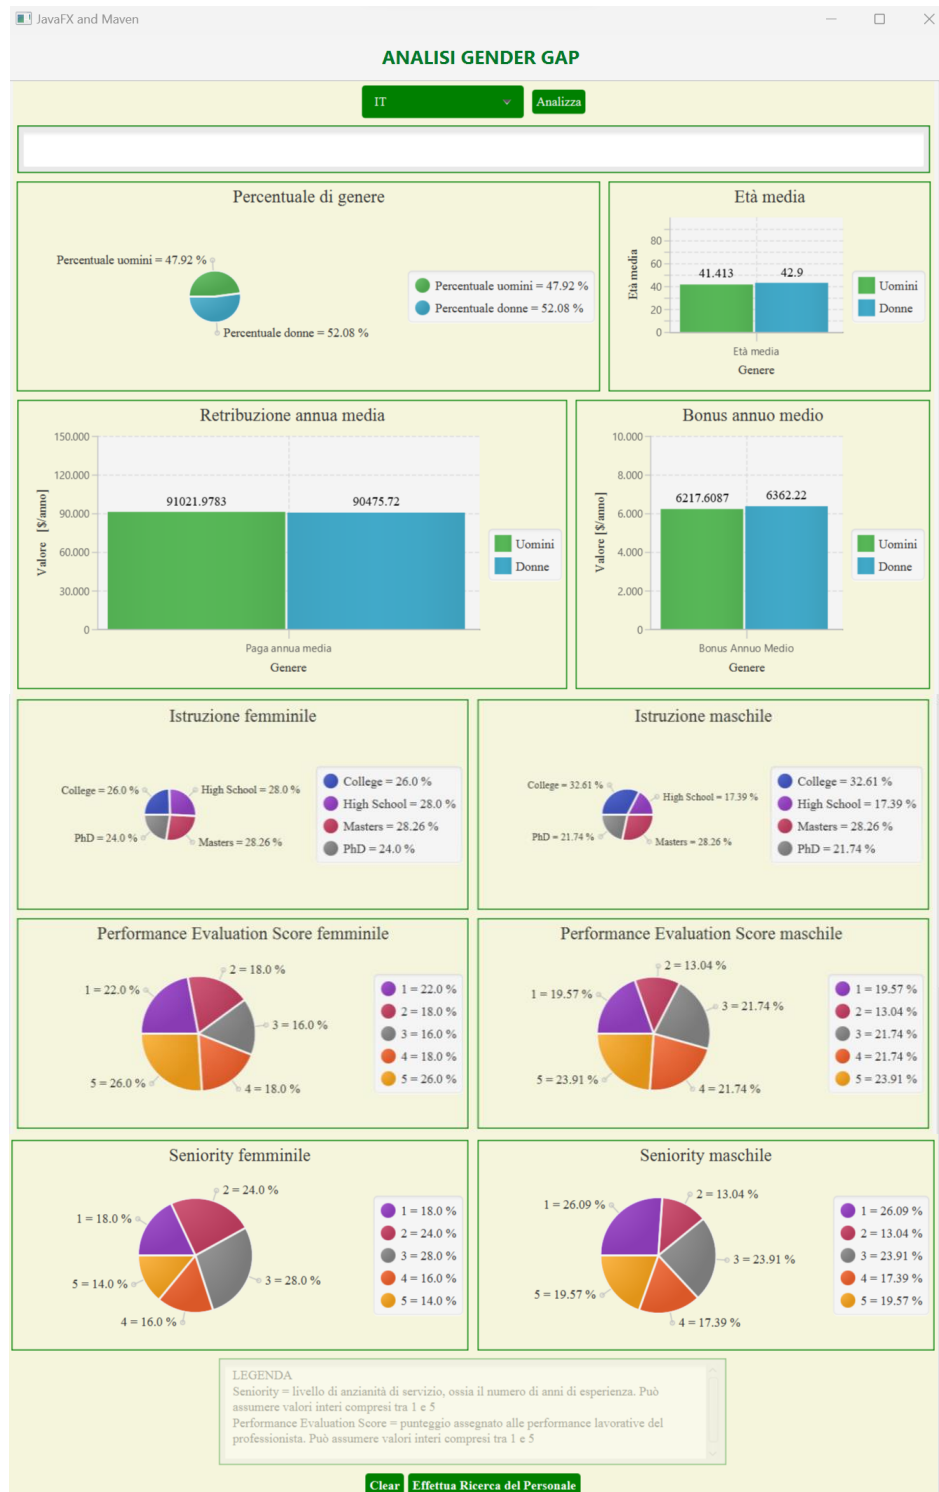 JavaFX and Maven
ANALISI GENDER GAP
IT
Analizza
Percentuale di genere
Percentuale uomini = 47.92 %
Percentuale donne = 52.08 %
Percentuale uomini = 47.92 %
Percentuale donne = 52.08 %
Età media
Età media
80
60
40
20
0
41.413
42.9
Età media
Genere
Uomini
Donne
Retribuzione annua media
Valore [$/anno]
150.000
120.000
90.000
60.000
30.000
0
91021.9783
90475.72
Paga annua media
Genere
Uomini
Donne
Bonus annuo medio
Valore [$/anno]
10.000
8.000
6.000
4.000
2.000
0
6217.6087
6362.22
Bonus Annuo Medio
Genere
Uomini
Donne
Istruzione femminile
College = 26.0 %
High School = 28.0 %
PhD = 24.0 %
Masters = 28.26 %
College = 26.0 %
High School = 28.0 %
Masters = 28.26 %
PhD = 24.0 %
Istruzione maschile
College = 32.61 %
High School = 17.39 %
PhD = 21.74 %
Masters = 28.26 %
College = 32.61 %
High School = 17.39 %
Masters = 28.26 %
PhD = 21.74 %
Performance Evaluation Score femminile
2 = 18.0 %
1 = 22.0 %
3 = 16.0 %
5 = 26.0 %
4 = 18.0 %
1 = 22.0 %
2 = 18.0 %
3 = 16.0 %
4 = 18.0 %
5 = 26.0 %
Performance Evaluation Score maschile
2 = 13.04 %
1 = 19.57 %
3 = 21.74 %
5 = 23.91 %
4 = 21.74 %
1 = 19.57 %
2 = 13.04 %
3 = 21.74 %
4 = 21.74 %
5 = 23.91 %
Seniority femminile
2 = 24.0 %
1 = 18.0 %
3 = 28.0 %
5 = 14.0 %
4 = 16.0 %
1 = 18.0 %
2 = 24.0 %
3 = 28.0 %
4 = 16.0 %
5 = 14.0 %
Seniority maschile
2 = 13.04 %
1 = 26.09 %
3 = 23.91 %
5 = 19.57 %
4 = 17.39 %
1 = 26.09 %
2 = 13.04 %
3 = 23.91 %
4 = 17.39 %
5 = 19.57 %
LEGENDA
Seniority = livello di anzianità di servizio, ossia il numero di anni di esperienza. Può
assumere valori interi compresi tra 1 e 5
Performance Evaluation Score = punteggio assegnato alle performance lavorative del
professionista. Può assumere valori interi compresi tra 1 e 5
Clear
Effettua Ricerca del Personale